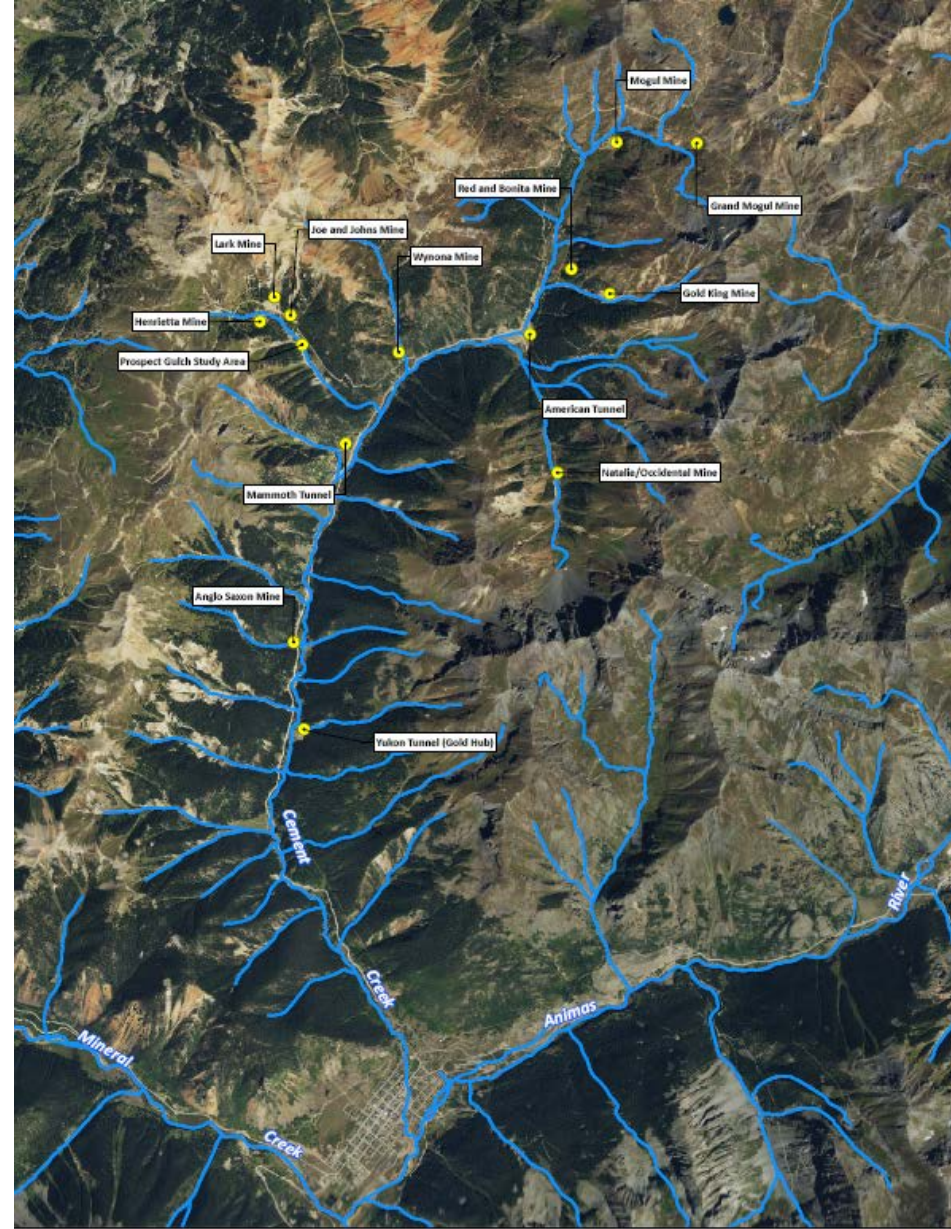 Mogul Mine
Red and Bonita Mine
Grand Mogul Mine
Joe and Johns Mine
Lark Mine
Wynona Mine
Gold King Mine
Henrietta Mine
Prospect Gulch Study Area
American Tunnel
Natalie/Occidental Mine
Mammoth Tunnel
Anglo Saxon Mine
Yukon Tunnel (Gold Hub)
Cement
Creek
River
Animas
Mineral
Creek